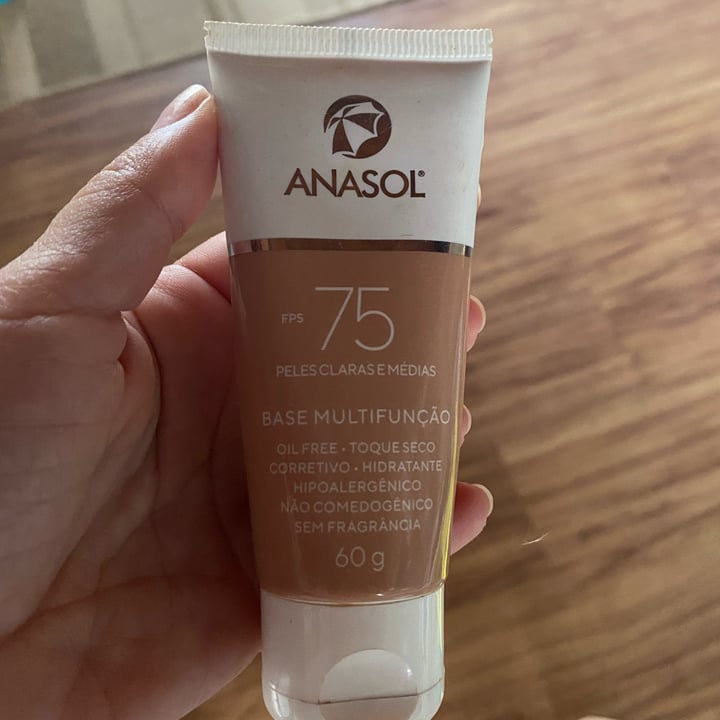 ANASOL®
FPS 75
PELES CLARAS E MÉDIAS
BASE MULTIFUNÇÃO
OIL FREE • TOQUE SECO
CORRETIVO • HIDRATANTE
HIPOALERGÊNICO
NÃO COMEDOGÊNICO
SEM FRAGRÂNCIA
60 g